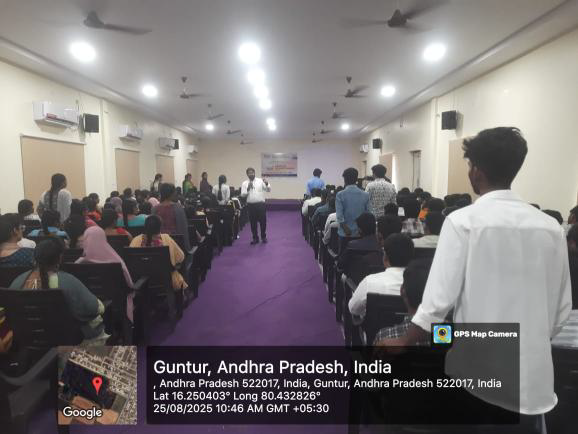 GPS Map Camera
Guntur, Andhra Pradesh, India
, Andhra Pradesh 522017, India, Guntur, Andhra Pradesh 522017, India
Lat 16.250403° Long 80.432826°
25/08/2025 10:46 AM GMT +05:30
Google